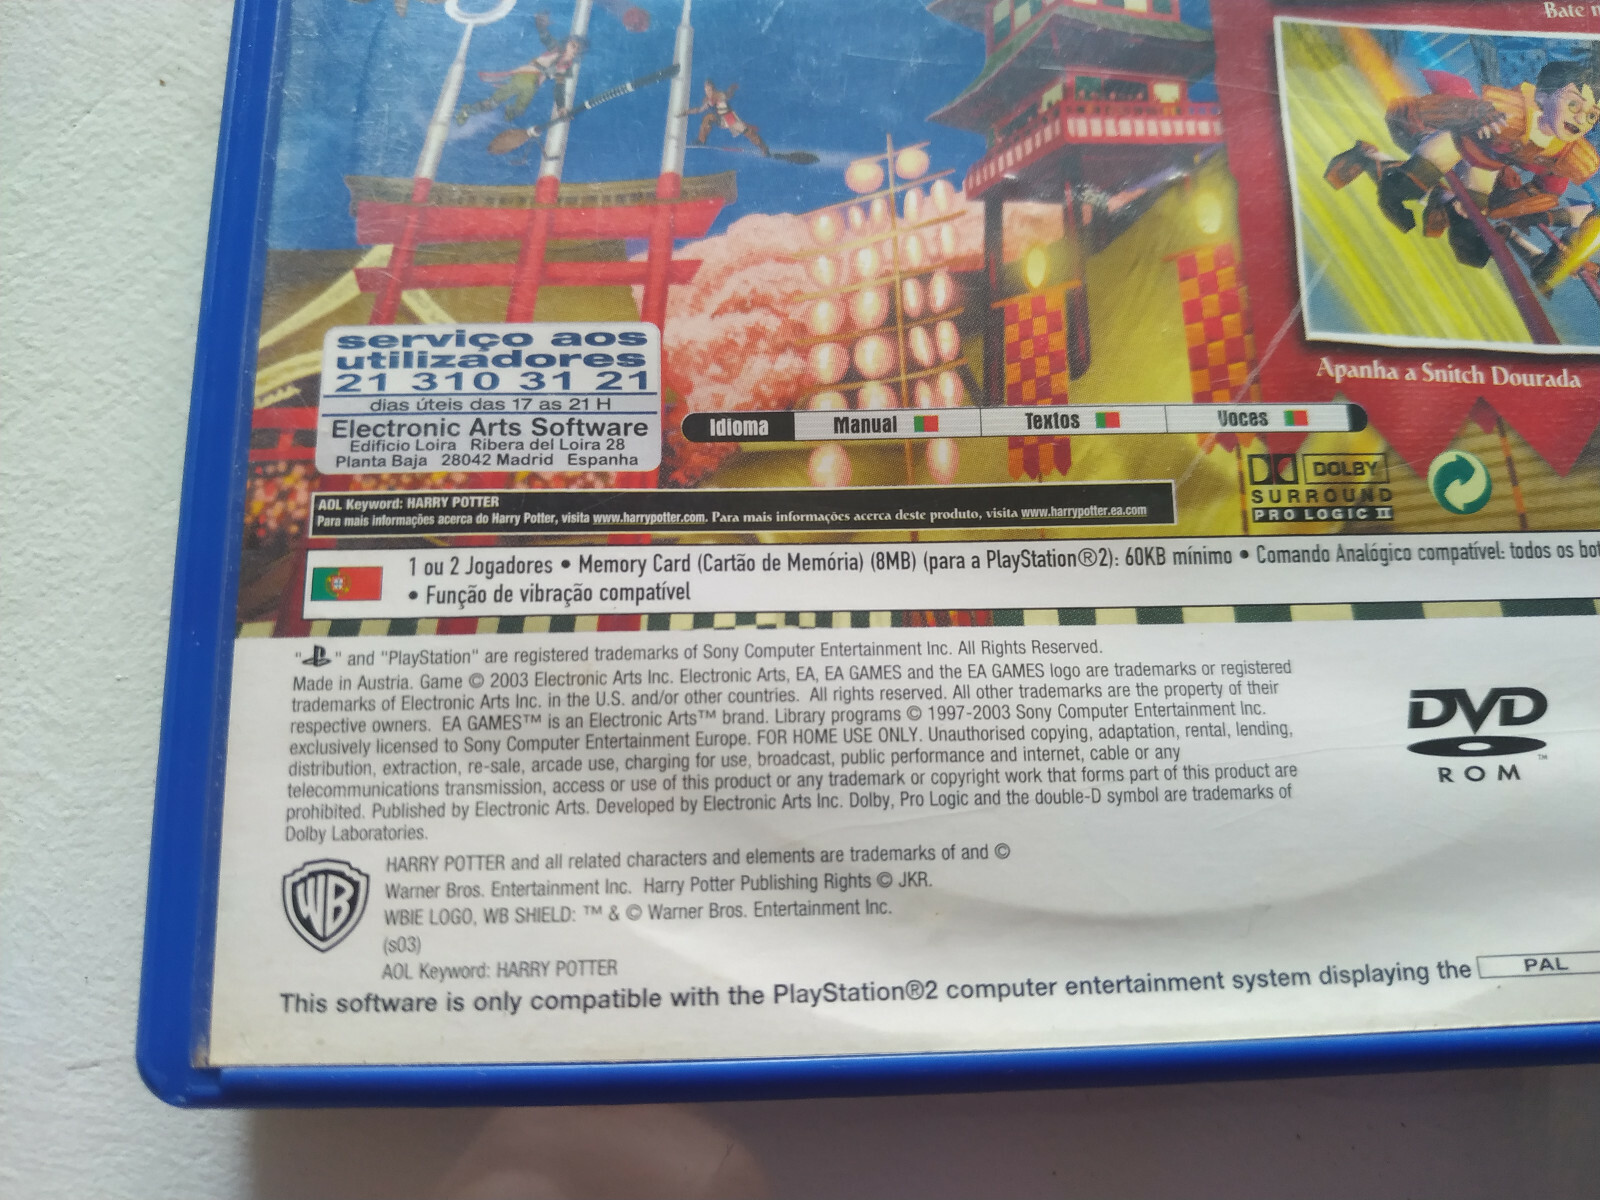 Bate
Apanha a Snitch Dourada
serviço aos
utilizadores
21 310 31 21
dias úteis das 17 as 21 H
Electronic Arts Software
Edificio Loira Ribera del Loira 28
Planta Baja 28042 Madrid Espanha
Idioma Manual Textos Voces
DOLBY
SURROUND
PRO LOGIC II
AOL Keyword: HARRY POTTER
Para mais informações acerca do Harry Potter, visita www.harrypotter.com. Para mais informações acerca deste produto, visita www.harrypotter.ea.com
1 ou 2 Jogadores • Memory Card (Cartão de Memória) (8MB) (para a PlayStation®2): 60KB mínimo • Comando Analógico compatível: todos os bot
• Função de vibração compatível
" " and "PlayStation" are registered trademarks of Sony Computer Entertainment Inc. All Rights Reserved.
Made in Austria. Game © 2003 Electronic Arts Inc. Electronic Arts, EA, EA GAMES and the EA GAMES logo are trademarks or registered
trademarks of Electronic Arts Inc. in the U.S. and/or other countries. All rights reserved. All other trademarks are the property of their
respective owners. EA GAMES™ is an Electronic Arts™ brand. Library programs © 1997-2003 Sony Computer Entertainment Inc.
exclusively licensed to Sony Computer Entertainment Europe. FOR HOME USE ONLY. Unauthorised copying, adaptation, rental, lending,
distribution, extraction, re-sale, arcade use, charging for use, broadcast, public performance and internet, cable or any
telecommunications transmission, access or use of this product or any trademark or copyright work that forms part of this product are
prohibited. Published by Electronic Arts. Developed by Electronic Arts Inc. Dolby, Pro Logic and the double-D symbol are trademarks of
Dolby Laboratories.
DVD
ROM
WB
HARRY POTTER and all related characters and elements are trademarks of and ©
Warner Bros. Entertainment Inc. Harry Potter Publishing Rights © JKR.
WBIE LOGO, WB SHIELD: ™ & © Warner Bros. Entertainment Inc.
(s03)
AOL Keyword: HARRY POTTER
This software is only compatible with the PlayStation®2 computer entertainment system displaying the PAL